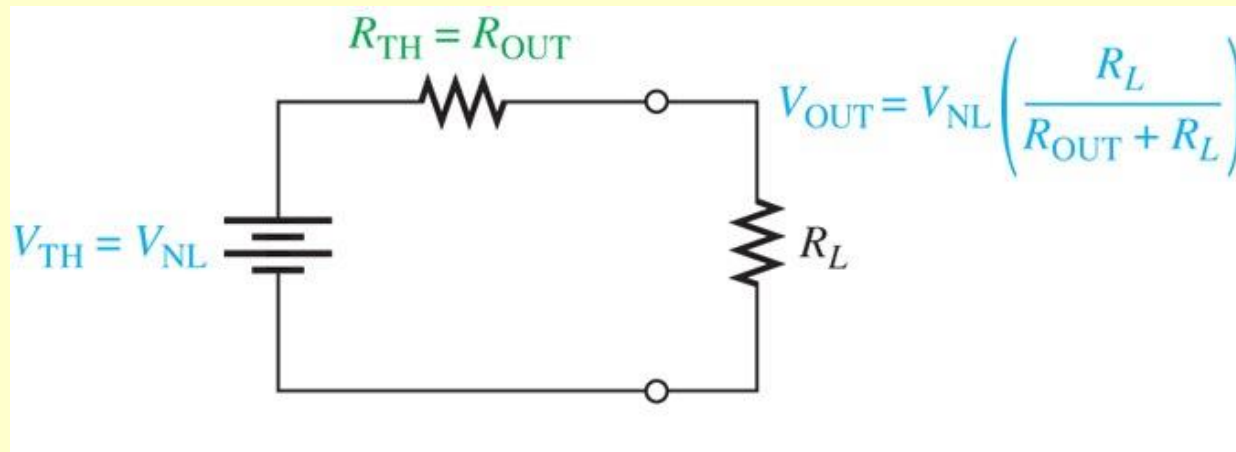 R_TH = R_OUT
V_OUT = V_NL ( R_L / (R_OUT + R_L) )
V_TH = V_NL
R_L